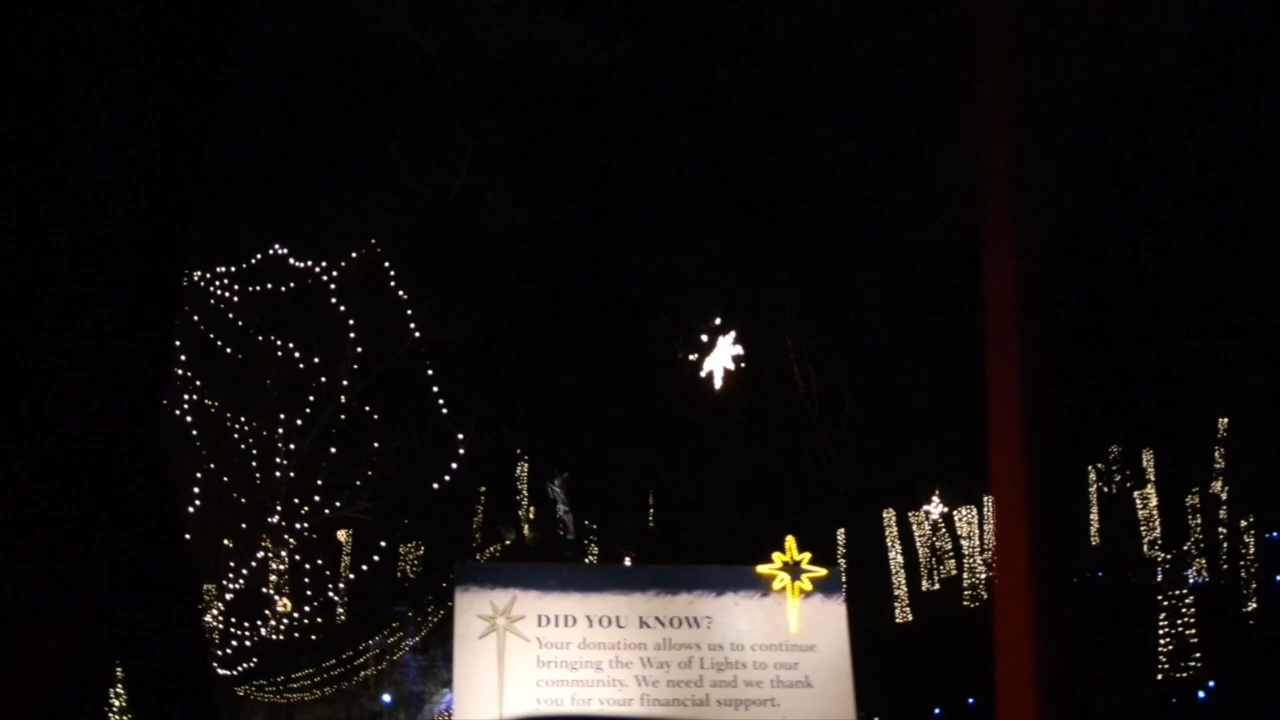 DID YOU KNOW?
Your donation allows us to continue
bringing the Way of Lights to our
community. We need and we thank
you for your financial support.